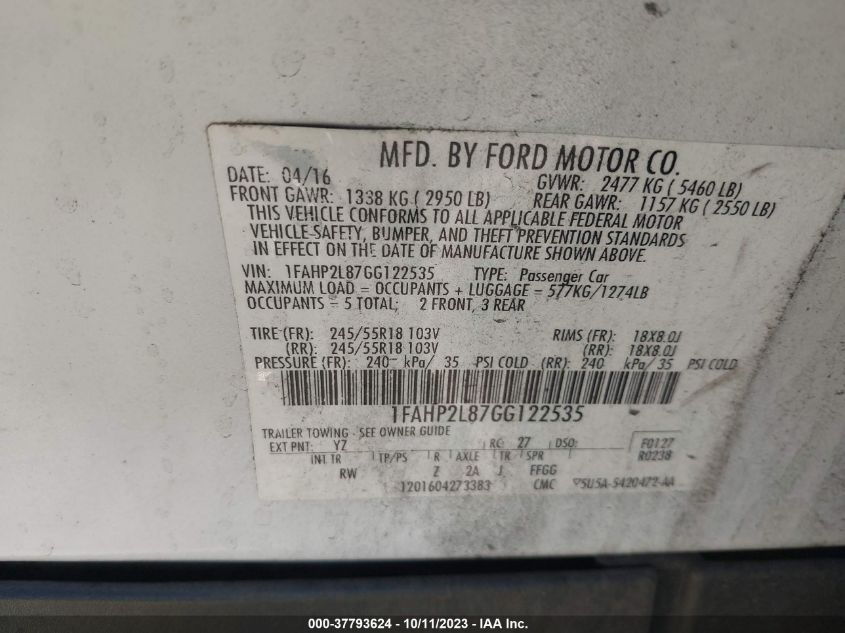 MFD. BY FORD MOTOR CO.
DATE: 04/16 GVWR: 2477 KG ( 5460 LB)
FRONT GAWR: 1338 KG ( 2950 LB) REAR GAWR: 1157 KG ( 2550 LB)
THIS VEHICLE CONFORMS TO ALL APPLICABLE FEDERAL MOTOR
VEHICLE-SAFETY, BUMPER, AND THEFT PREVENTION STANDARDS
IN EFFECT ON THE DATE OF MANUFACTURE SHOWN ABOVE.
VIN: 1FAHP2L87GG122535 TYPE: Passenger Car
MAXIMUM LOAD = OCCUPANTS + LUGGAGE = 577KG/1274LB
OCCUPANTS = 5 TOTAL; 2 FRONT, 3 REAR
TIRE (FR): 245/55R18 103V RIMS (FR): 18X8.0J
(RR): 245/55R18 103V (RR): 18X8.0J
PRESSURE (FR): 240 kPa/ 35 PSI COLD (RR): 240 kPa/ 35 PSI COLD
1FAHP2L87GG122535
TRAILER TOWING - SEE OWNER GUIDE
EXT PNT: YZ RC: 27 DSO: F0127
INT TR TP/PS R AXLE TR SPR R0238
RW Z 2A J FFGG
1201604273383 CMC 5U5A-5420472-AA
000-37793624 - 10/11/2023 - IAA Inc.